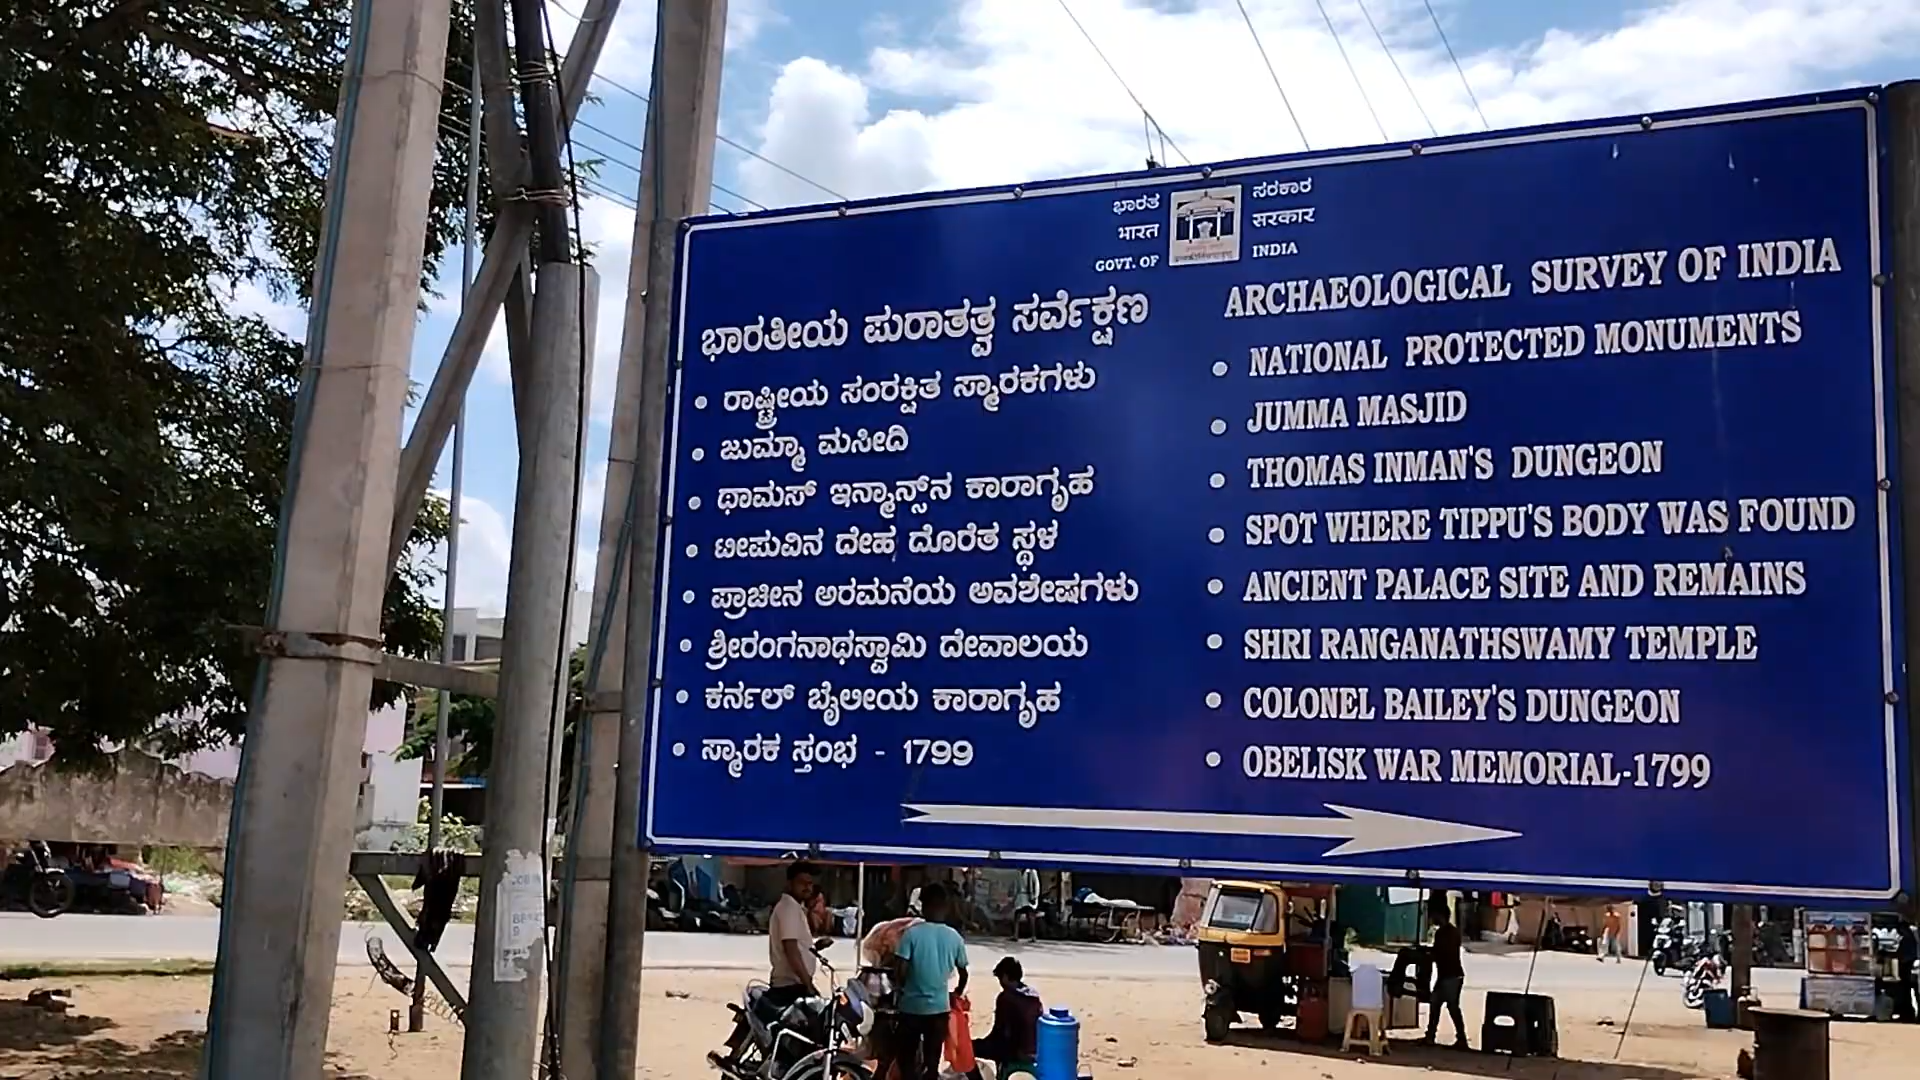 ಭಾರತ ಸರಕಾರ
भारत सरकार
GOVT. OF INDIA
ಭಾರತೀಯ ಪುರಾತತ್ವ ಸರ್ವೆಕ್ಷಣ
• ರಾಷ್ಟ್ರೀಯ ಸಂರಕ್ಷಿತ ಸ್ಮಾರಕಗಳು
• ಜುಮ್ಮಾ ಮಸೀದಿ
• ಥಾಮಸ್ ಇನ್ಮಾನ್ಸ್‌ನ ಕಾರಾಗೃಹ
• ಟೀಪುವಿನ ದೇಹ ದೊರೆತ ಸ್ಥಳ
• ಪ್ರಾಚೀನ ಅರಮನೆಯ ಅವಶೇಷಗಳು
• ಶ್ರೀರಂಗನಾಥಸ್ವಾಮಿ ದೇವಾಲಯ
• ಕರ್ನಲ್ ಬೈಲೀಯ ಕಾರಾಗೃಹ
• ಸ್ಮಾರಕ ಸ್ತಂಭ - 1799
ARCHAEOLOGICAL SURVEY OF INDIA
• NATIONAL PROTECTED MONUMENTS
• JUMMA MASJID
• THOMAS INMAN'S DUNGEON
• SPOT WHERE TIPPU'S BODY WAS FOUND
• ANCIENT PALACE SITE AND REMAINS
• SHRI RANGANATHSWAMY TEMPLE
• COLONEL BAILEY'S DUNGEON
• OBELISK WAR MEMORIAL-1799